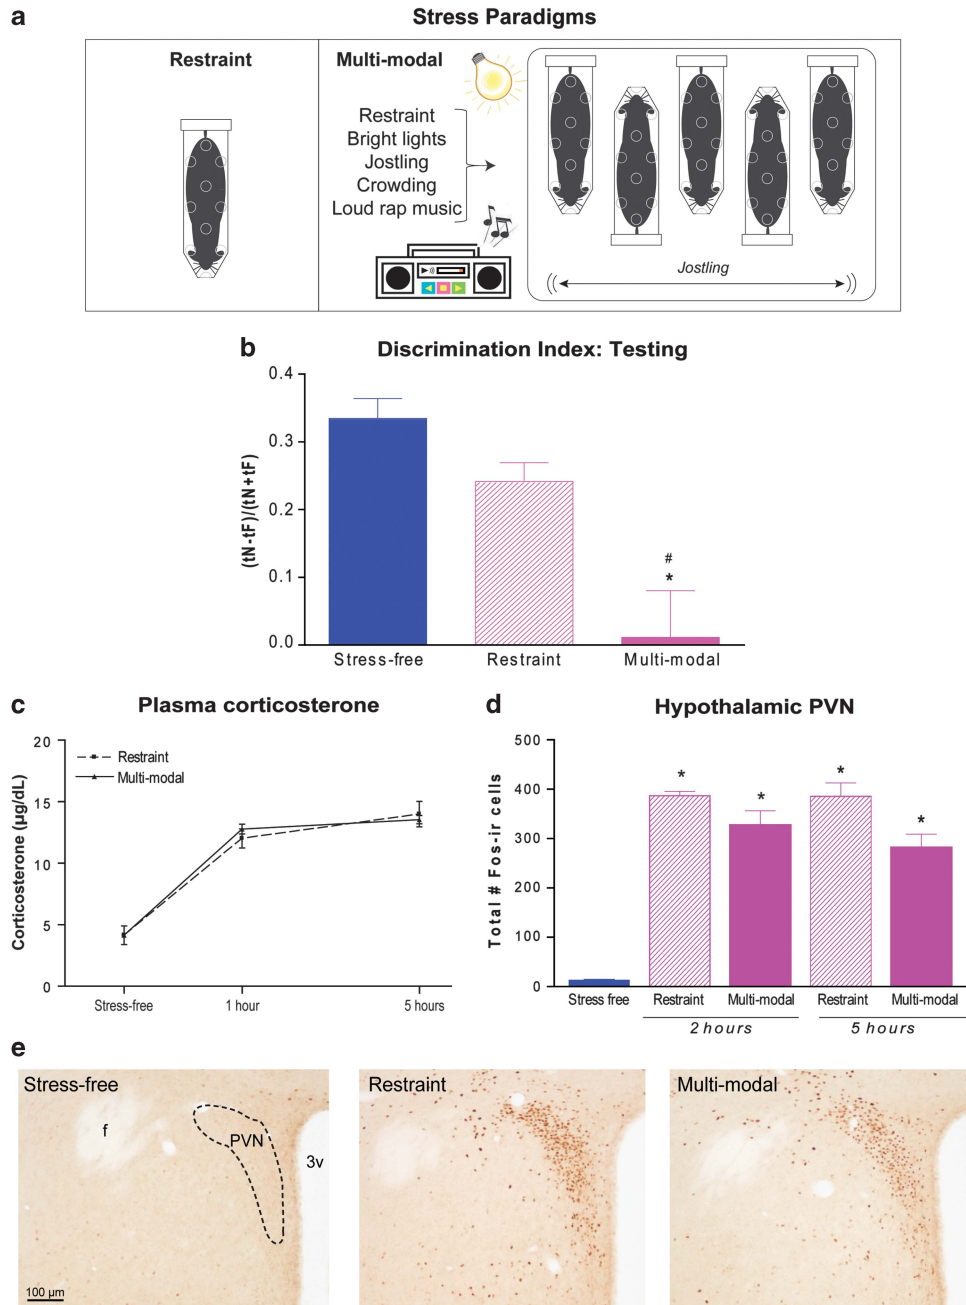 a
Stress Paradigms
Restraint
Multi-modal
Restraint
Bright lights
Jostling
Crowding
Loud rap music
Jostling
b
Discrimination Index: Testing
(tN-tF)/(tN+tF)
0.4
0.3
0.2
0.1
0.0
#
*
Stress-free
Restraint
Multi-modal
c
Plasma corticosterone
Corticosterone (µg/dL)
20
15
10
5
0
Restraint
Multi-modal
Stress-free
1 hour
5 hours
d
Hypothalamic PVN
Total # Fos-ir cells
500
400
300
200
100
0
*
*
*
*
Stress free
Restraint
Multi-modal
Restraint
Multi-modal
2 hours
5 hours
e
Stress-free
f
PVN
3v
100 µm
Restraint
Multi-modal